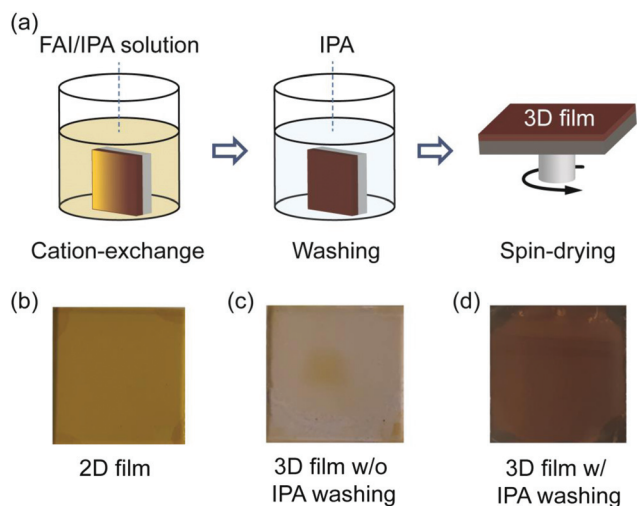 (a)
FAI/IPA solution
IPA
3D film
Cation-exchange
Washing
Spin-drying
(b)
(c)
(d)
2D film
3D film w/o
IPA washing
3D film w/
IPA washing